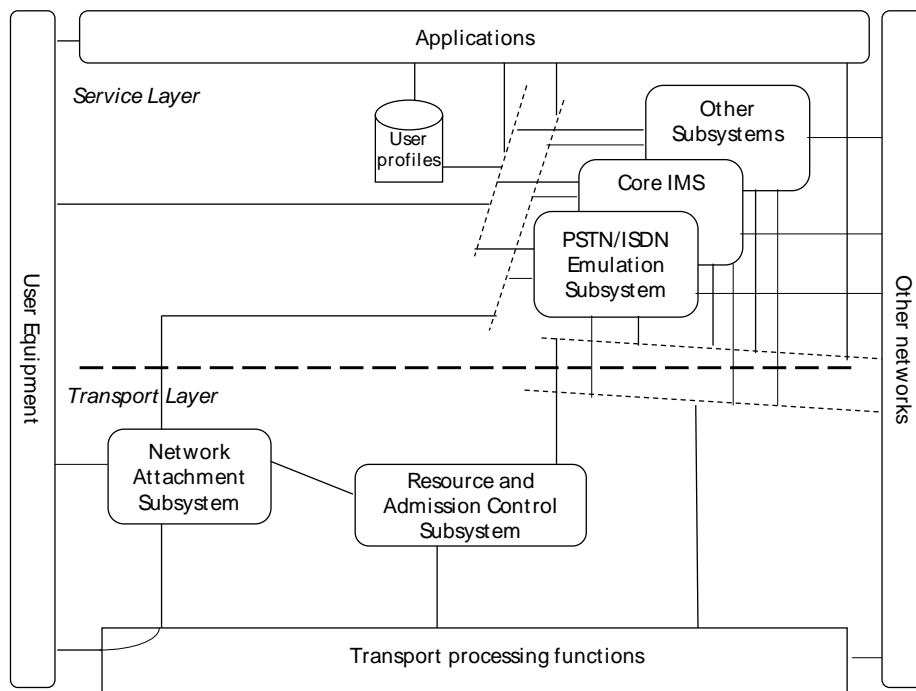 Applications
Service Layer
User
profiles
Other
Subsystems
Core IMS
PSTN/ISDN
Emulation
Subsystem
User Equipment
Other networks
Transport Layer
Network
Attachment
Subsystem
Resource and
Admission Control
Subsystem
Transport processing functions